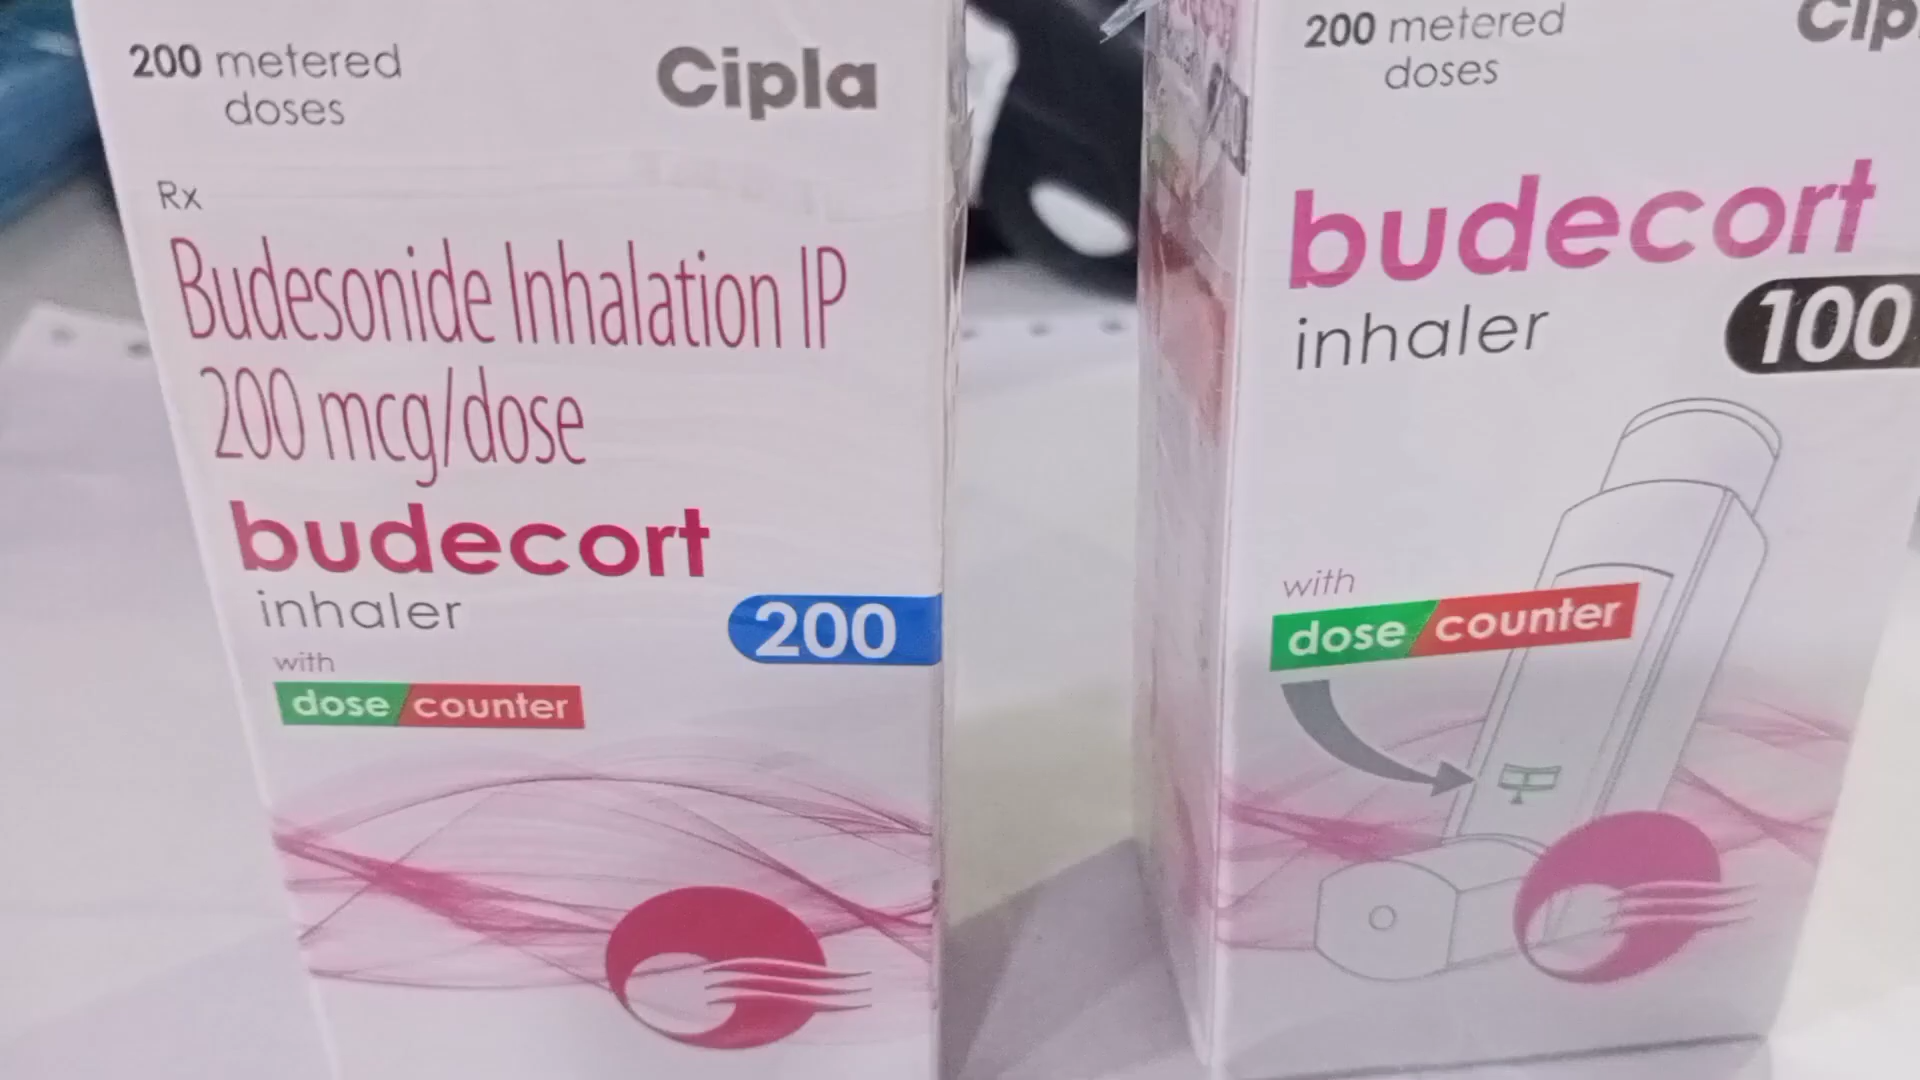 200 metered
doses
Cipla
Rx
Budesonide Inhalation IP
200 mcg/dose
budecort
inhaler
200
with
dose counter
200 metered
doses
Cip
budecort
inhaler
100
with
dose counter